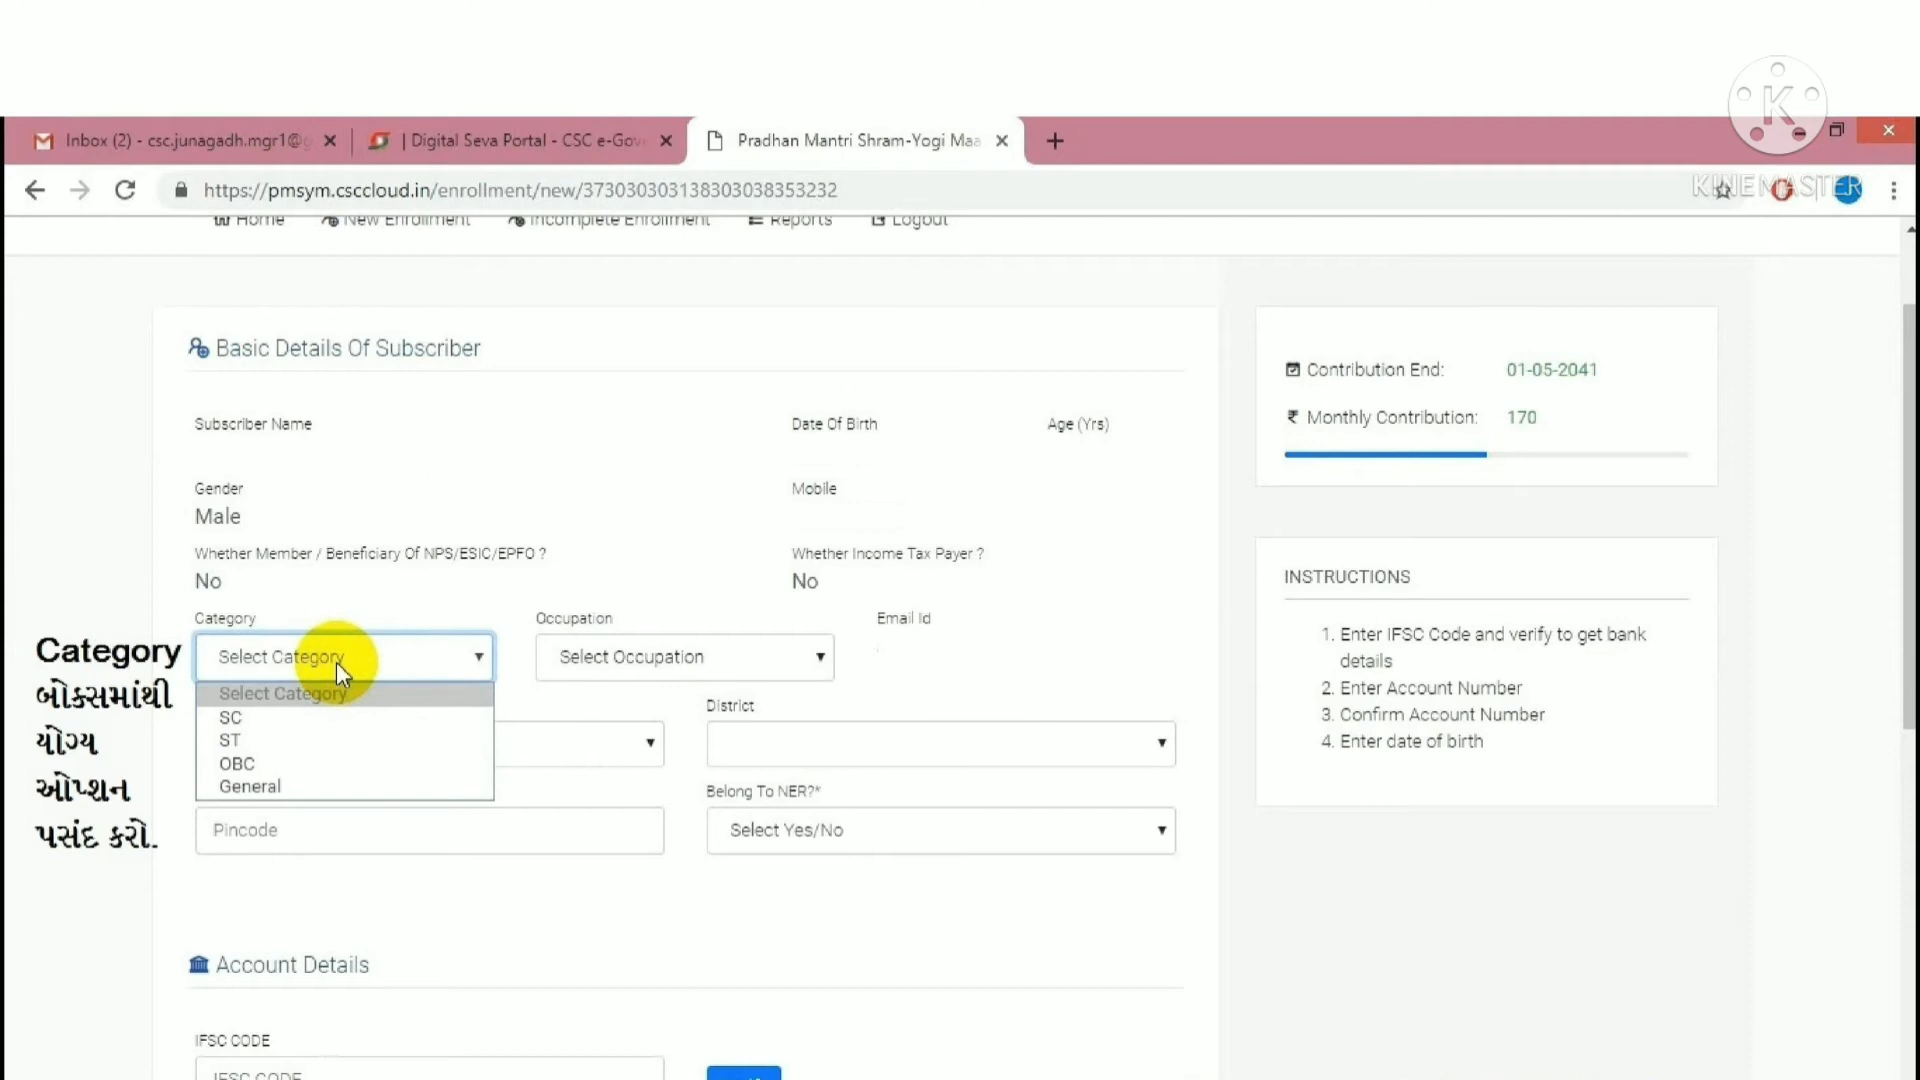 Inbox (2) - csc.junagadh.mgr1@g
| Digital Seva Portal - CSC e-Gov
Pradhan Mantri Shram-Yogi Maa
https://pmsym.csccloud.in/enrollment/new/373030303138303038353232
KINEMASTER
Home New Enrollment Incomplete Enrollment Reports Logout
Basic Details Of Subscriber
Subscriber Name
Date Of Birth
Age (Yrs)
Gender
Male
Mobile
Whether Member / Beneficiary Of NPS/ESIC/EPFO ?
No
Whether Income Tax Payer ?
No
Category
Select Category
Select Category
SC
ST
OBC
General
Occupation
Select Occupation
Email Id
District
Pincode
Belong To NER?*
Select Yes/No
Category
બોક્સમાંથી
યોગ્ય
ઓપ્શન
પસંદ કરો.
Account Details
IFSC CODE
IFSC CODE
Contribution End: 01-05-2041
₹ Monthly Contribution: 170
INSTRUCTIONS
1. Enter IFSC Code and verify to get bank
details
2. Enter Account Number
3. Confirm Account Number
4. Enter date of birth